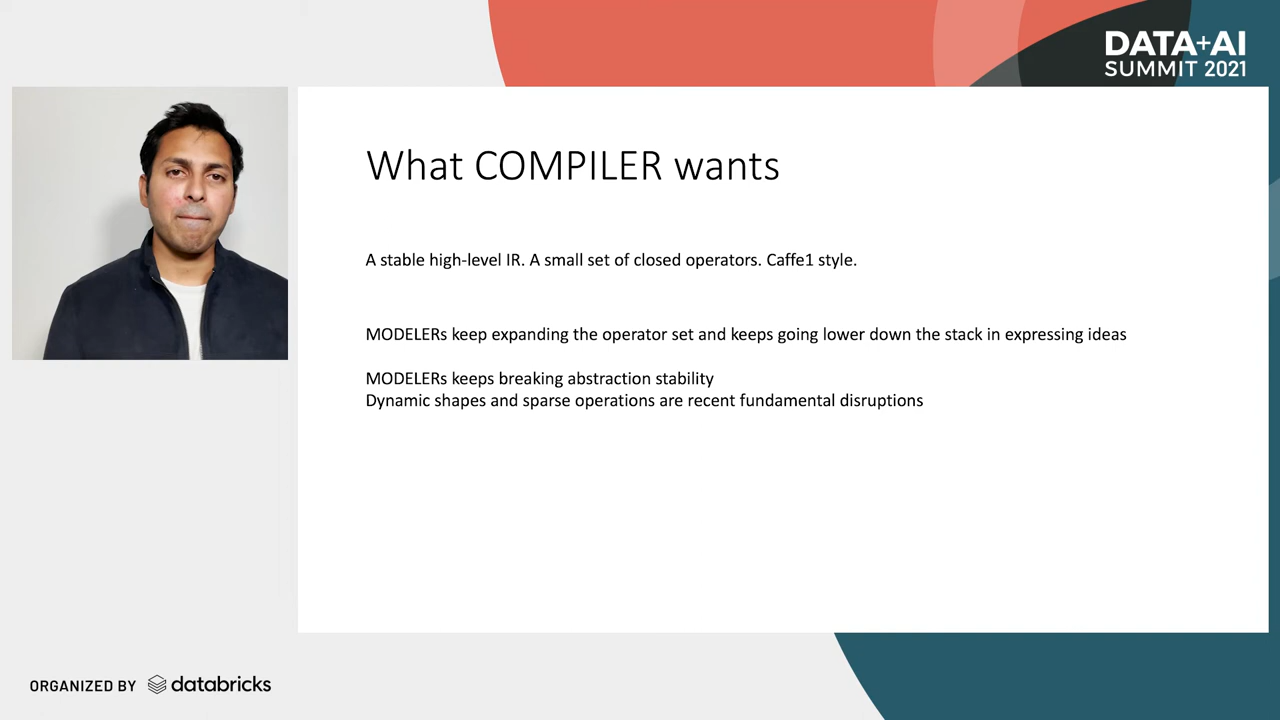 DATA+AI
SUMMIT 2021
What COMPILER wants
A stable high-level IR. A small set of closed operators. Caffe1 style.
MODELERs keep expanding the operator set and keeps going lower down the stack in expressing ideas
MODELERs keeps breaking abstraction stability
Dynamic shapes and sparse operations are recent fundamental disruptions
ORGANIZED BY databricks